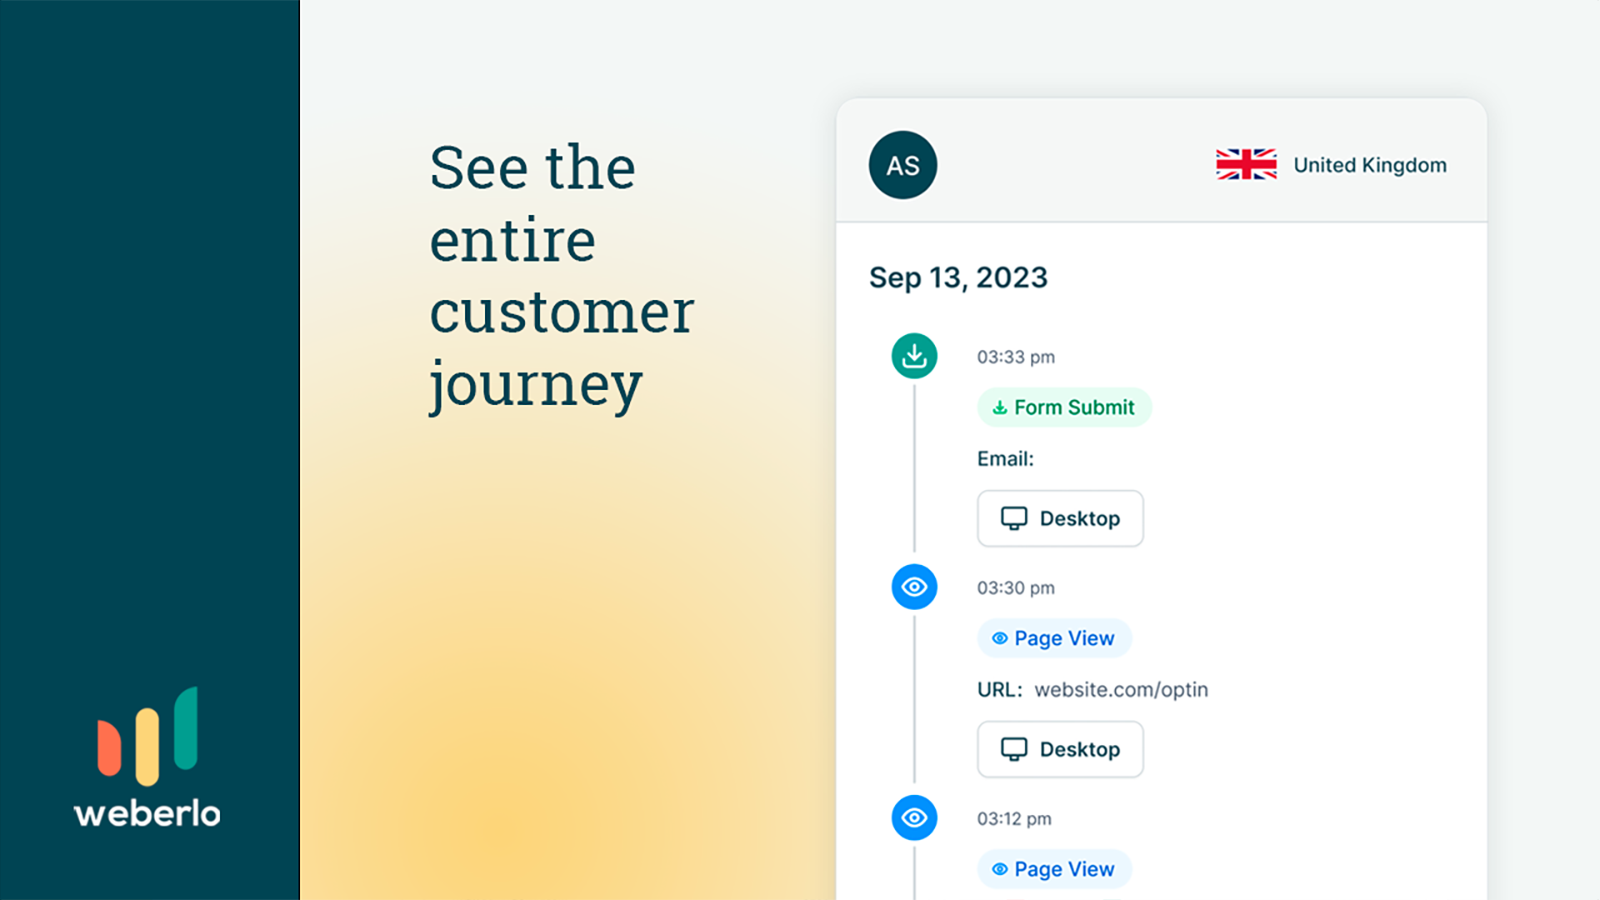 See the
entire
customer
journey
weberlo
AS
United Kingdom
Sep 13, 2023
03:33 pm
Form Submit
Email:
Desktop
03:30 pm
Page View
URL: website.com/optin
Desktop
03:12 pm
Page View